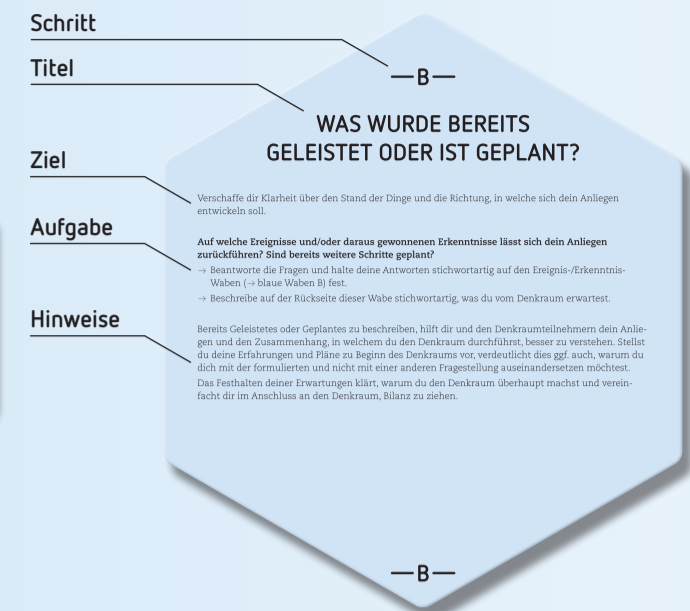 Schritt
—B—
Titel
WAS WURDE BEREITS
GELEISTET ODER IST GEPLANT?
Ziel
Verschaffe dir Klarheit über den Stand der Dinge und die Richtung, in welche sich dein Anliegen
entwickeln soll.
Aufgabe
Auf welche Ereignisse und/oder daraus gewonnenen Erkenntnisse lässt sich dein Anliegen
zurückführen? Sind bereits weitere Schritte geplant?
→ Beantworte die Fragen und halte deine Antworten stichwortartig auf den Ereignis-/Erkenntnis-
Waben (→ blaue Waben B) fest.
→ Beschreibe auf der Rückseite dieser Wabe stichwortartig, was du vom Denkraum erwartest.
Hinweise
Bereits Geleistetes oder Geplantes zu beschreiben, hilft dir und den Denkraumteilnehmern dein Anlie-
gen und den Zusammenhang, in welchem du den Denkraum durchführst, besser zu verstehen. Stellst
du deine Erfahrungen und Pläne zu Beginn des Denkraums vor, verdeutlicht dies ggf. auch, warum du
dich mit der formulierten und nicht mit einer anderen Fragestellung auseinandersetzen möchtest.
Das Festhalten deiner Erwartungen klärt, warum du den Denkraum überhaupt machst und verein-
facht dir im Anschluss an den Denkraum, Bilanz zu ziehen.
—B—